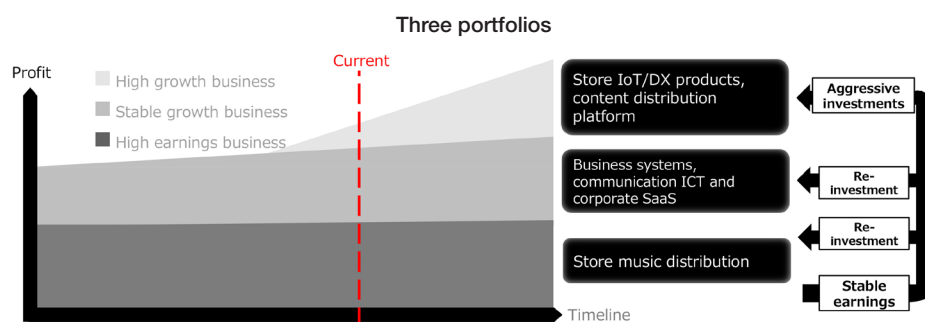 Three portfolios
Profit
High growth business
Stable growth business
High earnings business
Current
Timeline
Store IoT/DX products,
content distribution
platform
Business systems,
communication ICT and
corporate SaaS
Store music distribution
Aggressive
investments
Re-
investment
Re-
investment
Stable
earnings